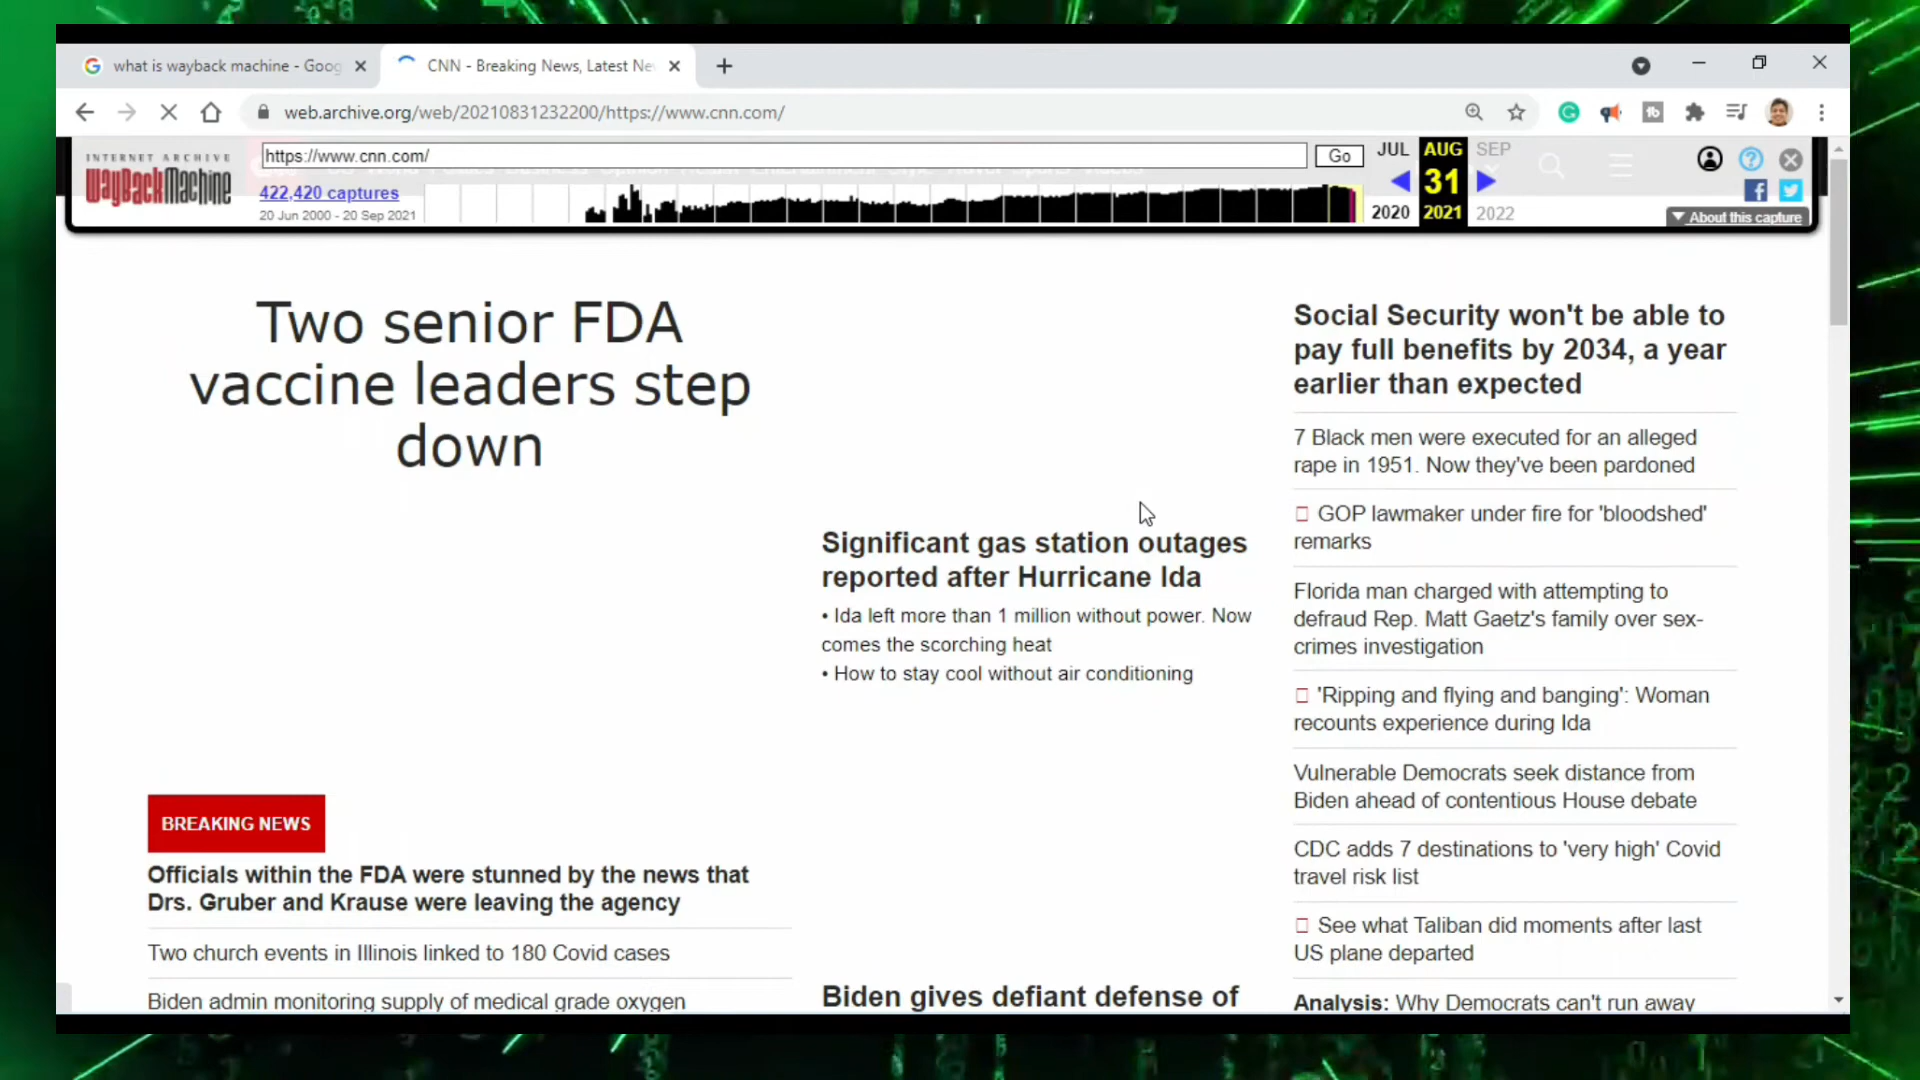 what is wayback machine - Goog
CNN - Breaking News, Latest Ne
web.archive.org/web/20210831232200/https://www.cnn.com/
INTERNET ARCHIVE
WayBackMachine
https://www.cnn.com/
Go
JUL AUG SEP
422,420 captures
31
20 Jun 2000 - 20 Sep 2021
2020 2021 2022
About this capture
Two senior FDA
vaccine leaders step
down
BREAKING NEWS
Officials within the FDA were stunned by the news that
Drs. Gruber and Krause were leaving the agency
Two church events in Illinois linked to 180 Covid cases
Biden admin monitoring supply of medical grade oxygen
Significant gas station outages
reported after Hurricane Ida
• Ida left more than 1 million without power. Now
comes the scorching heat
• How to stay cool without air conditioning
Biden gives defiant defense of
Social Security won't be able to
pay full benefits by 2034, a year
earlier than expected
7 Black men were executed for an alleged
rape in 1951. Now they've been pardoned
GOP lawmaker under fire for 'bloodshed'
remarks
Florida man charged with attempting to
defraud Rep. Matt Gaetz's family over sex-
crimes investigation
'Ripping and flying and banging': Woman
recounts experience during Ida
Vulnerable Democrats seek distance from
Biden ahead of contentious House debate
CDC adds 7 destinations to 'very high' Covid
travel risk list
See what Taliban did moments after last
US plane departed
Analysis: Why Democrats can't run away